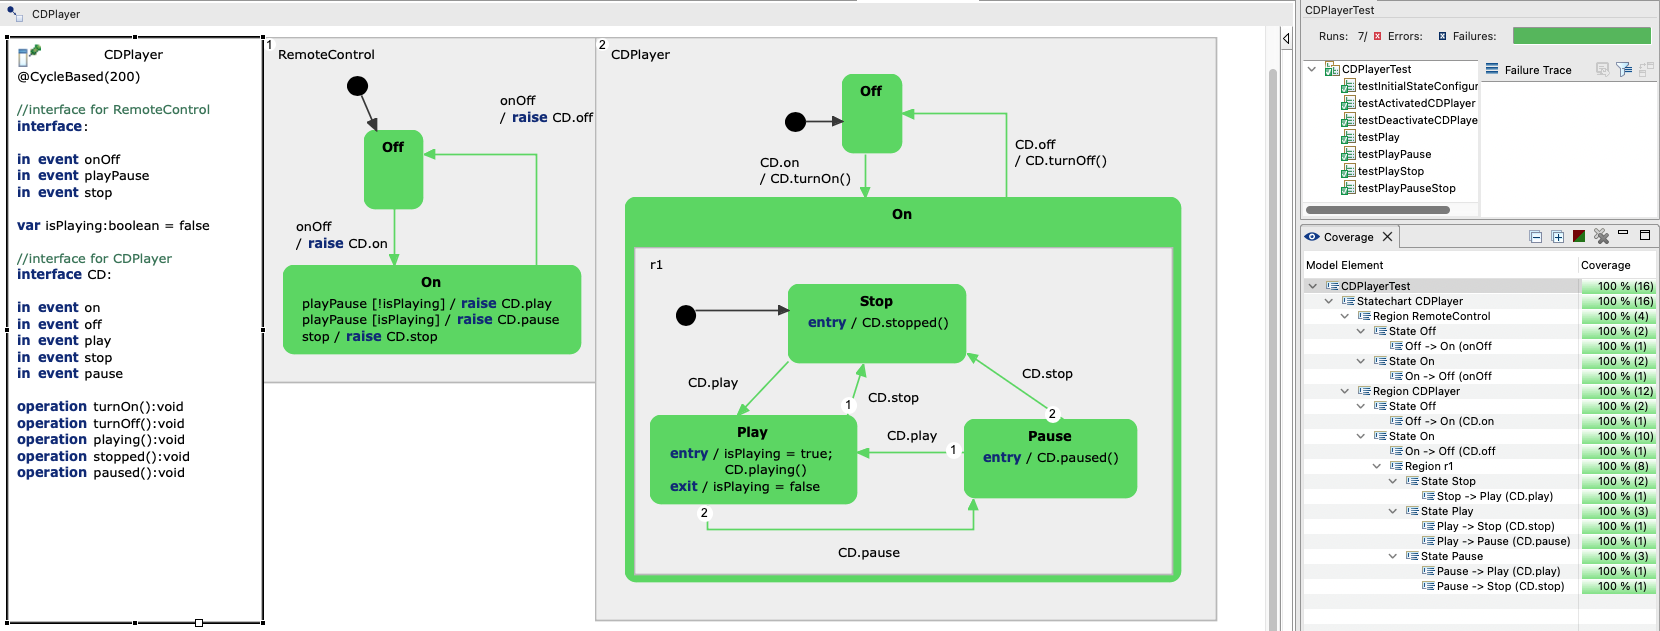 CDPlayer
CDPlayer
@CycleBased(200)
//interface for RemoteControl
interface:
in event onOff
in event playPause
in event stop
var isPlaying:boolean = false
//interface for CDPlayer
interface CD:
in event on
in event off
in event play
in event stop
in event pause
operation turnOn():void
operation turnOff():void
operation playing():void
operation stopped():void
operation paused():void
1
RemoteControl
onOff
/ raise CD.off
Off
onOff
/ raise CD.on
On
playPause [!isPlaying] / raise CD.play
playPause [isPlaying] / raise CD.pause
stop / raise CD.stop
2
CDPlayer
Off
CD.on
/ CD.turnOn()
CD.off
/ CD.turnOff()
On
r1
Stop
entry / CD.stopped()
CD.play
1
CD.stop
CD.stop
2
Play
entry / isPlaying = true;
CD.playing()
exit / isPlaying = false
CD.play
1
Pause
entry / CD.paused()
2
CD.pause
CDPlayerTest
Runs: 7/ Errors: Failures:
CDPlayerTest
testInitialStateConfigur
testActivatedCDPlayer
testDeactivateCDPlaye
testPlay
testPlayPause
testPlayStop
testPlayPauseStop
Failure Trace
Coverage
Model Element Coverage
CDPlayerTest 100 % (16)
Statechart CDPlayer 100 % (16)
Region RemoteControl 100 % (4)
State Off 100 % (2)
Off -> On (onOff 100 % (1)
State On 100 % (2)
On -> Off (onOff 100 % (1)
Region CDPlayer 100 % (12)
State Off 100 % (2)
Off -> On (CD.on 100 % (1)
State On 100 % (10)
On -> Off (CD.off 100 % (1)
Region r1 100 % (8)
State Stop 100 % (2)
Stop -> Play (CD.play) 100 % (1)
State Play 100 % (3)
Play -> Stop (CD.stop) 100 % (1)
Play -> Pause (CD.pause) 100 % (1)
State Pause 100 % (3)
Pause -> Play (CD.play) 100 % (1)
Pause -> Stop (CD.stop) 100 % (1)